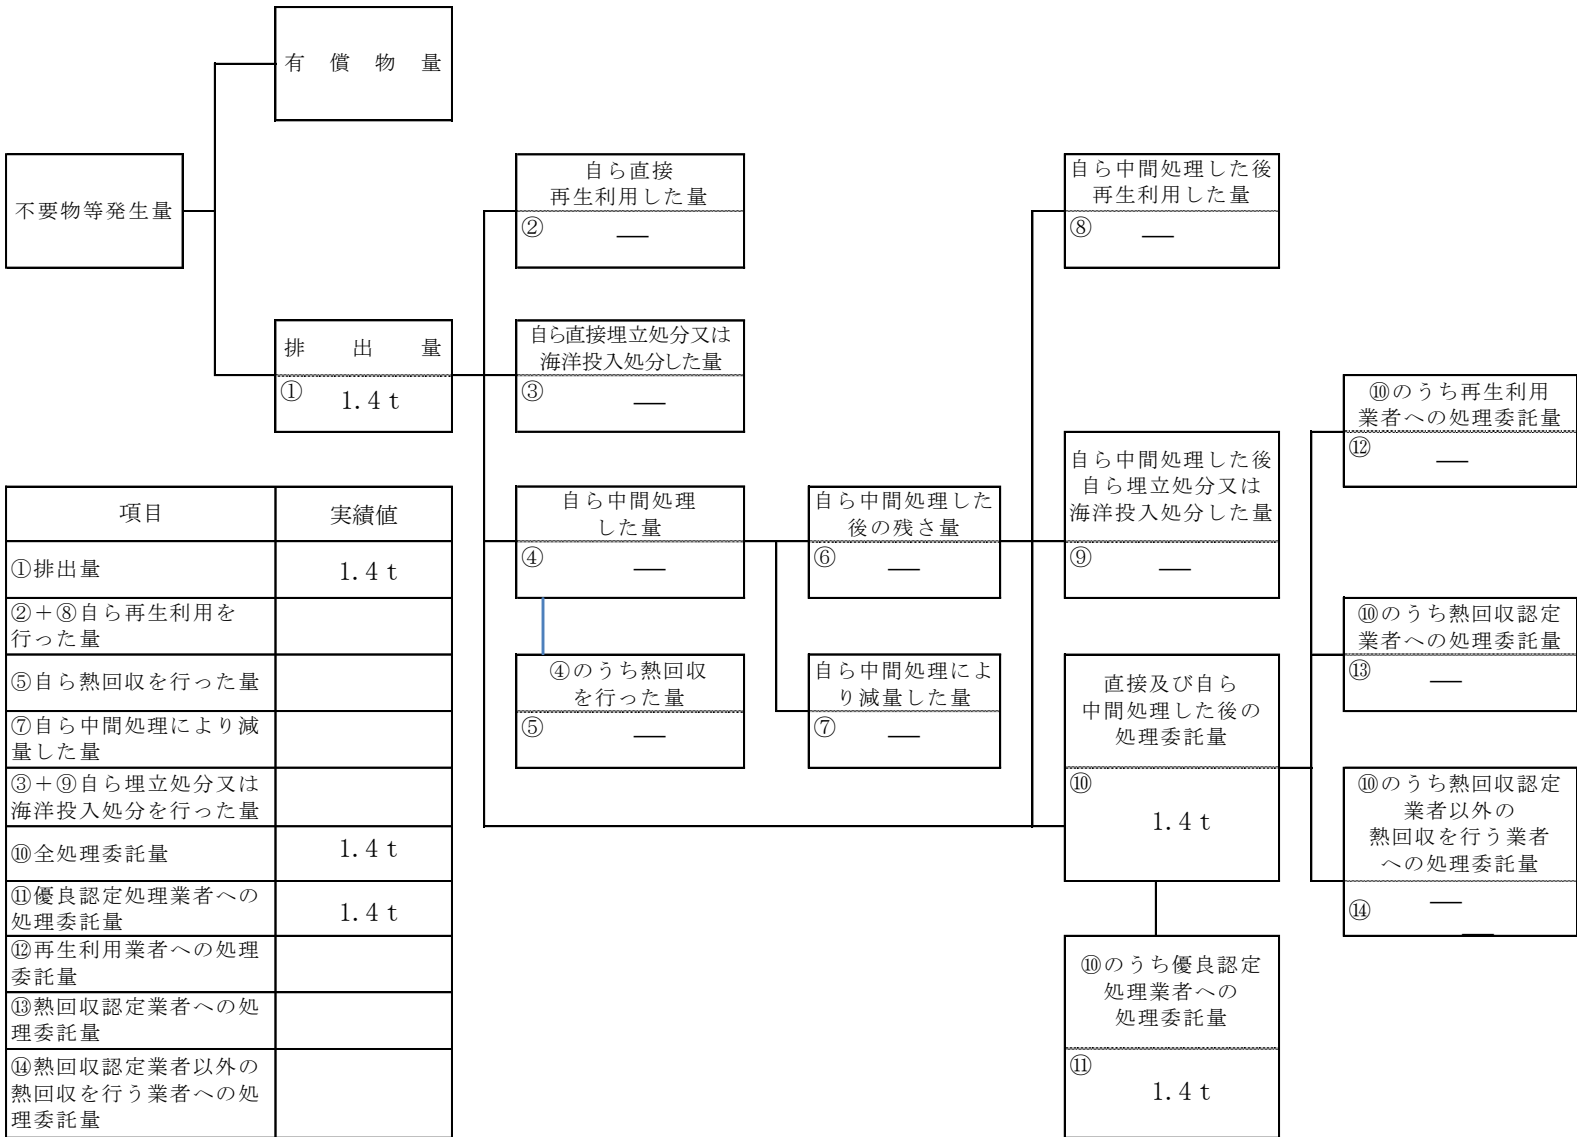 有償物量
不要物等発生量
排出量
① 1.4 t
自ら直接
再生利用した量
② —
自ら直接埋立処分又は
海洋投入処分した量
③ —
自ら中間処理
した量
④ —
④のうち熱回収
を行った量
⑤ —
自ら中間処理した
後の残さ量
⑥ —
自ら中間処理によ
り減量した量
⑦ —
自ら中間処理した後
再生利用した量
⑧ —
自ら中間処理した後
自ら埋立処分又は
海洋投入処分した量
⑨ —
直接及び自ら
中間処理した後の
処理委託量
⑩
1.4 t
⑩のうち優良認定
処理業者への
処理委託量
⑪
1.4 t
⑩のうち再生利用
業者への処理委託量
⑫ —
⑩のうち熱回収認定
業者への処理委託量
⑬ —
⑩のうち熱回収認定
業者以外の
熱回収を行う業者
への処理委託量
⑭ —
項目 実績値
①排出量 1.4 t
②＋⑧自ら再生利用を
行った量
⑤自ら熱回収を行った量
⑦自ら中間処理により減
量した量
③＋⑨自ら埋立処分又は
海洋投入処分を行った量
⑩全処理委託量 1.4 t
⑪優良認定処理業者への
処理委託量 1.4 t
⑫再生利用業者への処理
委託量
⑬熱回収認定業者への処
理委託量
⑭熱回収認定業者以外の
熱回収を行う業者への処
理委託量